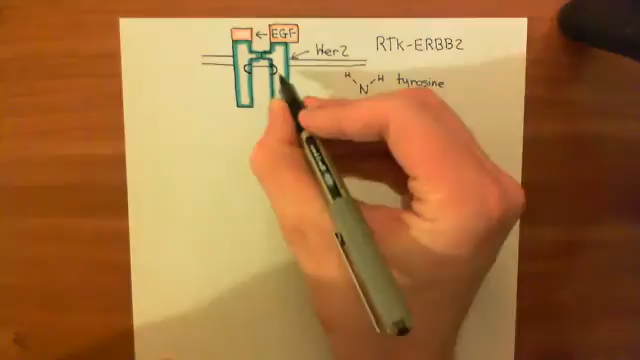 EGF
Her2
RTK-ERBB2
H H
N
tyrosine